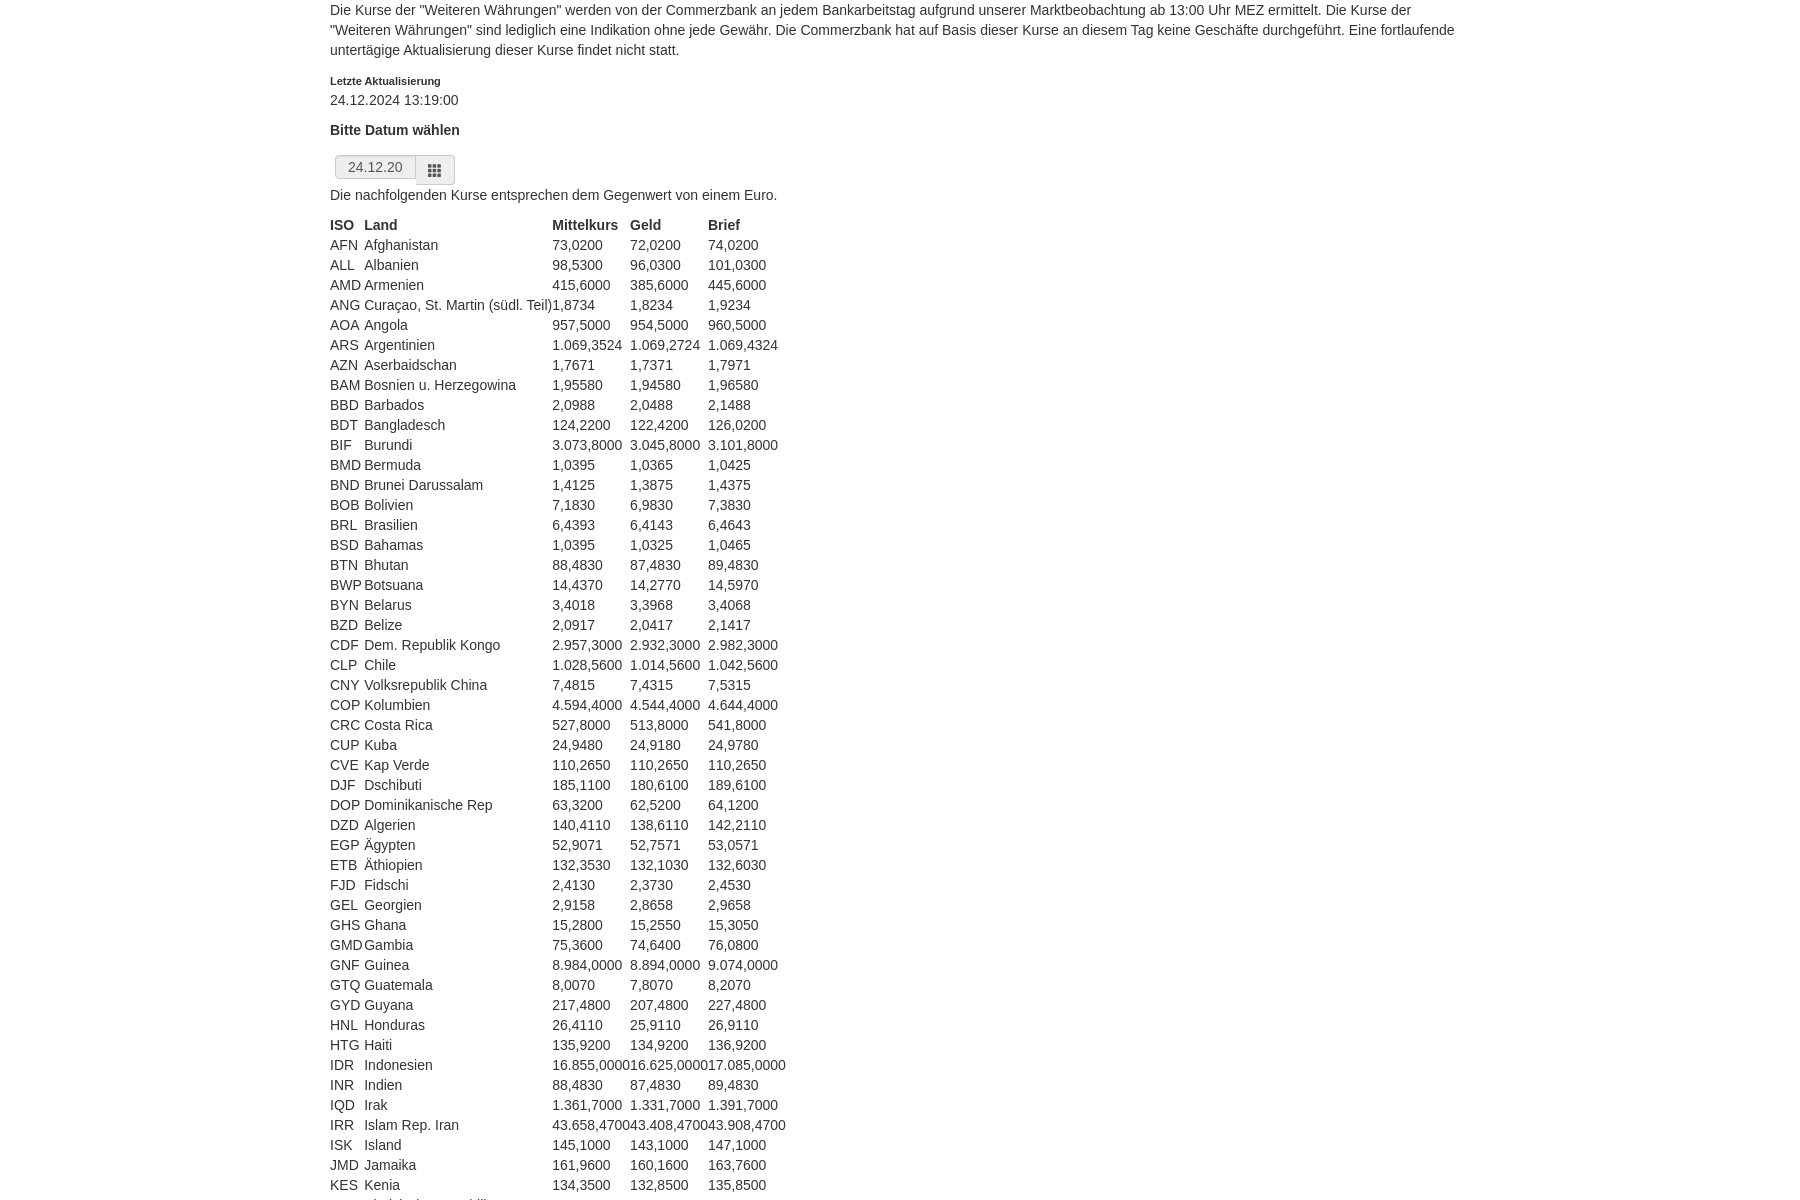 Die Kurse der "Weiteren Währungen" werden von der Commerzbank an jedem Bankarbeitstag aufgrund unserer Marktbeobachtung ab 13:00 Uhr MEZ ermittelt. Die Kurse der
"Weiteren Währungen" sind lediglich eine Indikation ohne jede Gewähr. Die Commerzbank hat auf Basis dieser Kurse an diesem Tag keine Geschäfte durchgeführt. Eine fortlaufende
untertägige Aktualisierung dieser Kurse findet nicht statt.
Letzte Aktualisierung
24.12.2024 13:19:00
Bitte Datum wählen
24.12.20
Die nachfolgenden Kurse entsprechen dem Gegenwert von einem Euro.
ISO Land Mittelkurs Geld Brief
AFN Afghanistan 73,0200 72,0200 74,0200
ALL Albanien 98,5300 96,0300 101,0300
AMD Armenien 415,6000 385,6000 445,6000
ANG Curaçao, St. Martin (südl. Teil) 1,8734 1,8234 1,9234
AOA Angola 957,5000 954,5000 960,5000
ARS Argentinien 1.069,3524 1.069,2724 1.069,4324
AZN Aserbaidschan 1,7671 1,7371 1,7971
BAM Bosnien u. Herzegowina 1,95580 1,94580 1,96580
BBD Barbados 2,0988 2,0488 2,1488
BDT Bangladesch 124,2200 122,4200 126,0200
BIF Burundi 3.073,8000 3.045,8000 3.101,8000
BMD Bermuda 1,0395 1,0365 1,0425
BND Brunei Darussalam 1,4125 1,3875 1,4375
BOB Bolivien 7,1830 6,9830 7,3830
BRL Brasilien 6,4393 6,4143 6,4643
BSD Bahamas 1,0395 1,0325 1,0465
BTN Bhutan 88,4830 87,4830 89,4830
BWP Botsuana 14,4370 14,2770 14,5970
BYN Belarus 3,4018 3,3968 3,4068
BZD Belize 2,0917 2,0417 2,1417
CDF Dem. Republik Kongo 2.957,3000 2.932,3000 2.982,3000
CLP Chile 1.028,5600 1.014,5600 1.042,5600
CNY Volksrepublik China 7,4815 7,4315 7,5315
COP Kolumbien 4.594,4000 4.544,4000 4.644,4000
CRC Costa Rica 527,8000 513,8000 541,8000
CUP Kuba 24,9480 24,9180 24,9780
CVE Kap Verde 110,2650 110,2650 110,2650
DJF Dschibuti 185,1100 180,6100 189,6100
DOP Dominikanische Rep 63,3200 62,5200 64,1200
DZD Algerien 140,4110 138,6110 142,2110
EGP Ägypten 52,9071 52,7571 53,0571
ETB Äthiopien 132,3530 132,1030 132,6030
FJD Fidschi 2,4130 2,3730 2,4530
GEL Georgien 2,9158 2,8658 2,9658
GHS Ghana 15,2800 15,2550 15,3050
GMD Gambia 75,3600 74,6400 76,0800
GNF Guinea 8.984,0000 8.894,0000 9.074,0000
GTQ Guatemala 8,0070 7,8070 8,2070
GYD Guyana 217,4800 207,4800 227,4800
HNL Honduras 26,4110 25,9110 26,9110
HTG Haiti 135,9200 134,9200 136,9200
IDR Indonesien 16.855,0000 16.625,0000 17.085,0000
INR Indien 88,4830 87,4830 89,4830
IQD Irak 1.361,7000 1.331,7000 1.391,7000
IRR Islam Rep. Iran 43.658,4700 43.408,4700 43.908,4700
ISK Island 145,1000 143,1000 147,1000
JMD Jamaika 161,9600 160,1600 163,7600
KES Kenia 134,3500 132,8500 135,8500